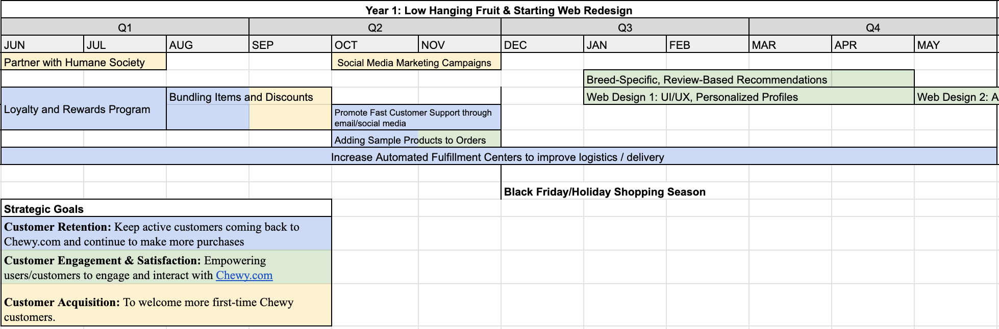 Year 1: Low Hanging Fruit & Starting Web Redesign
Q1 Q2 Q3 Q4
JUN JUL AUG SEP OCT NOV DEC JAN FEB MAR APR MAY
Partner with Humane Society Social Media Marketing Campaigns
Breed-Specific, Review-Based Recommendations
Bundling Items and Discounts Web Design 1: UI/UX, Personalized Profiles Web Design 2: A
Loyalty and Rewards Program
Promote Fast Customer Support through
email/social media
Adding Sample Products to Orders
Increase Automated Fulfillment Centers to improve logistics / delivery
Black Friday/Holiday Shopping Season
Strategic Goals
Customer Retention: Keep active customers coming back to
Chewy.com and continue to make more purchases
Customer Engagement & Satisfaction: Empowering
users/customers to engage and interact with Chewy.com
Customer Acquisition: To welcome more first-time Chewy
customers.